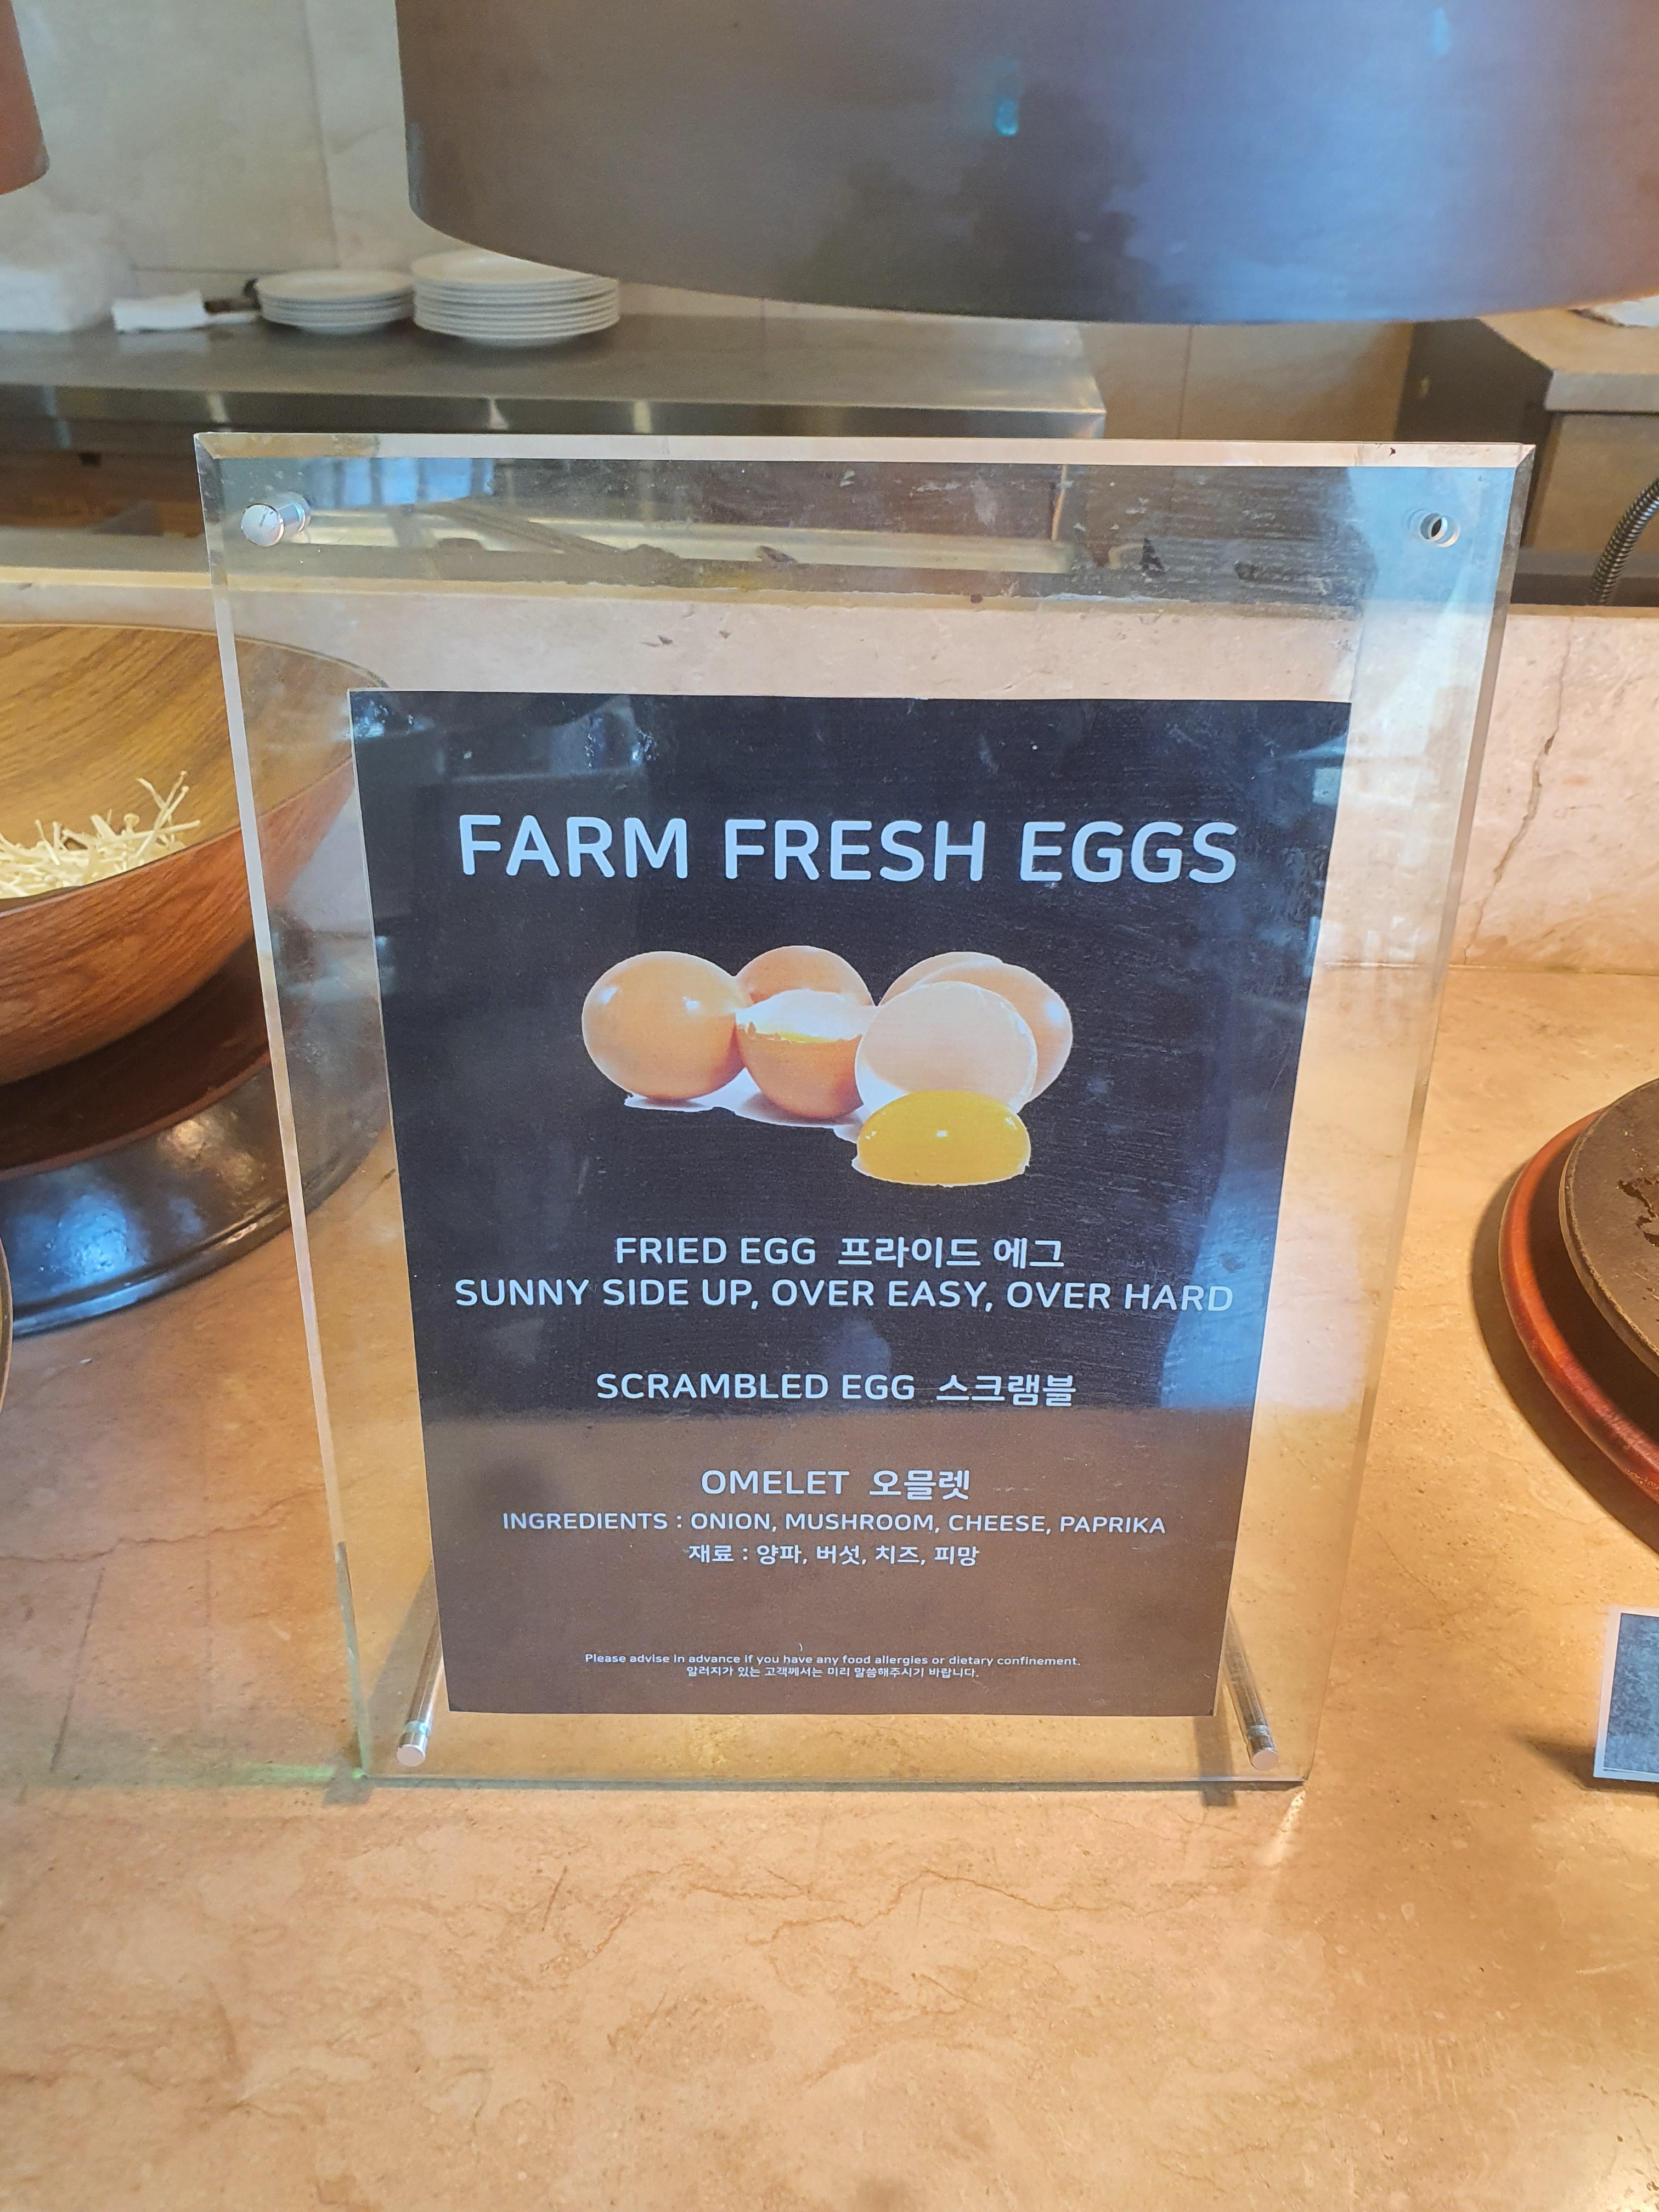 FARM FRESH EGGS
FRIED EGG 프라이드 에그
SUNNY SIDE UP, OVER EASY, OVER HARD
SCRAMBLED EGG 스크램블
OMELET 오믈렛
INGREDIENTS : ONION, MUSHROOM, CHEESE, PAPRIKA
재료 : 양파, 버섯, 치즈, 피망
Please advise in advance if you have any food allergies or dietary confinement.
알러지가 있는 고객께서는 미리 말씀해주시기 바랍니다.